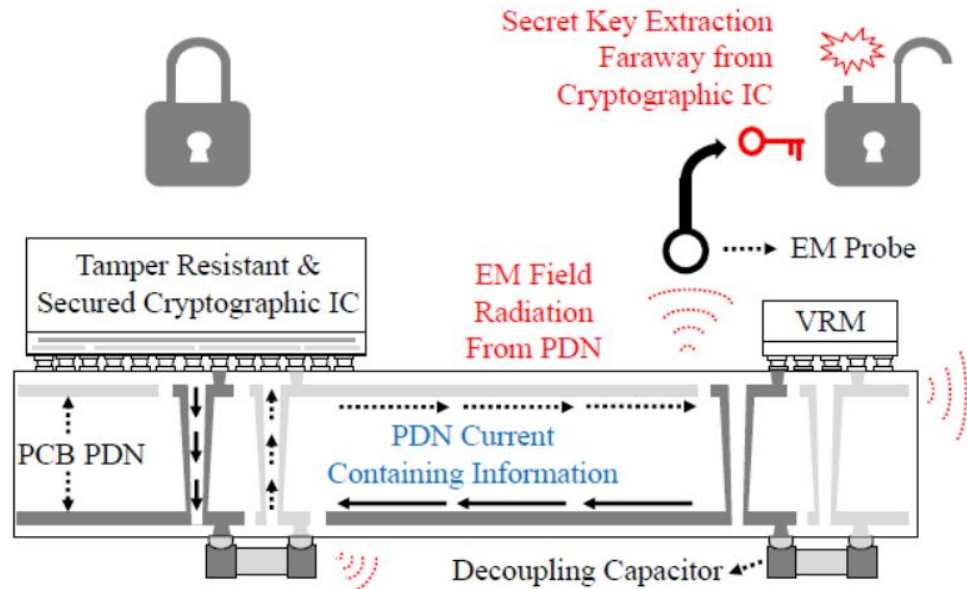 Secret Key Extraction
Faraway from
Cryptographic IC
Tamper Resistant &
Secured Cryptographic IC
EM Probe
EM Field
Radiation
From PDN
VRM
PCB PDN
PDN Current
Containing Information
Decoupling Capacitor